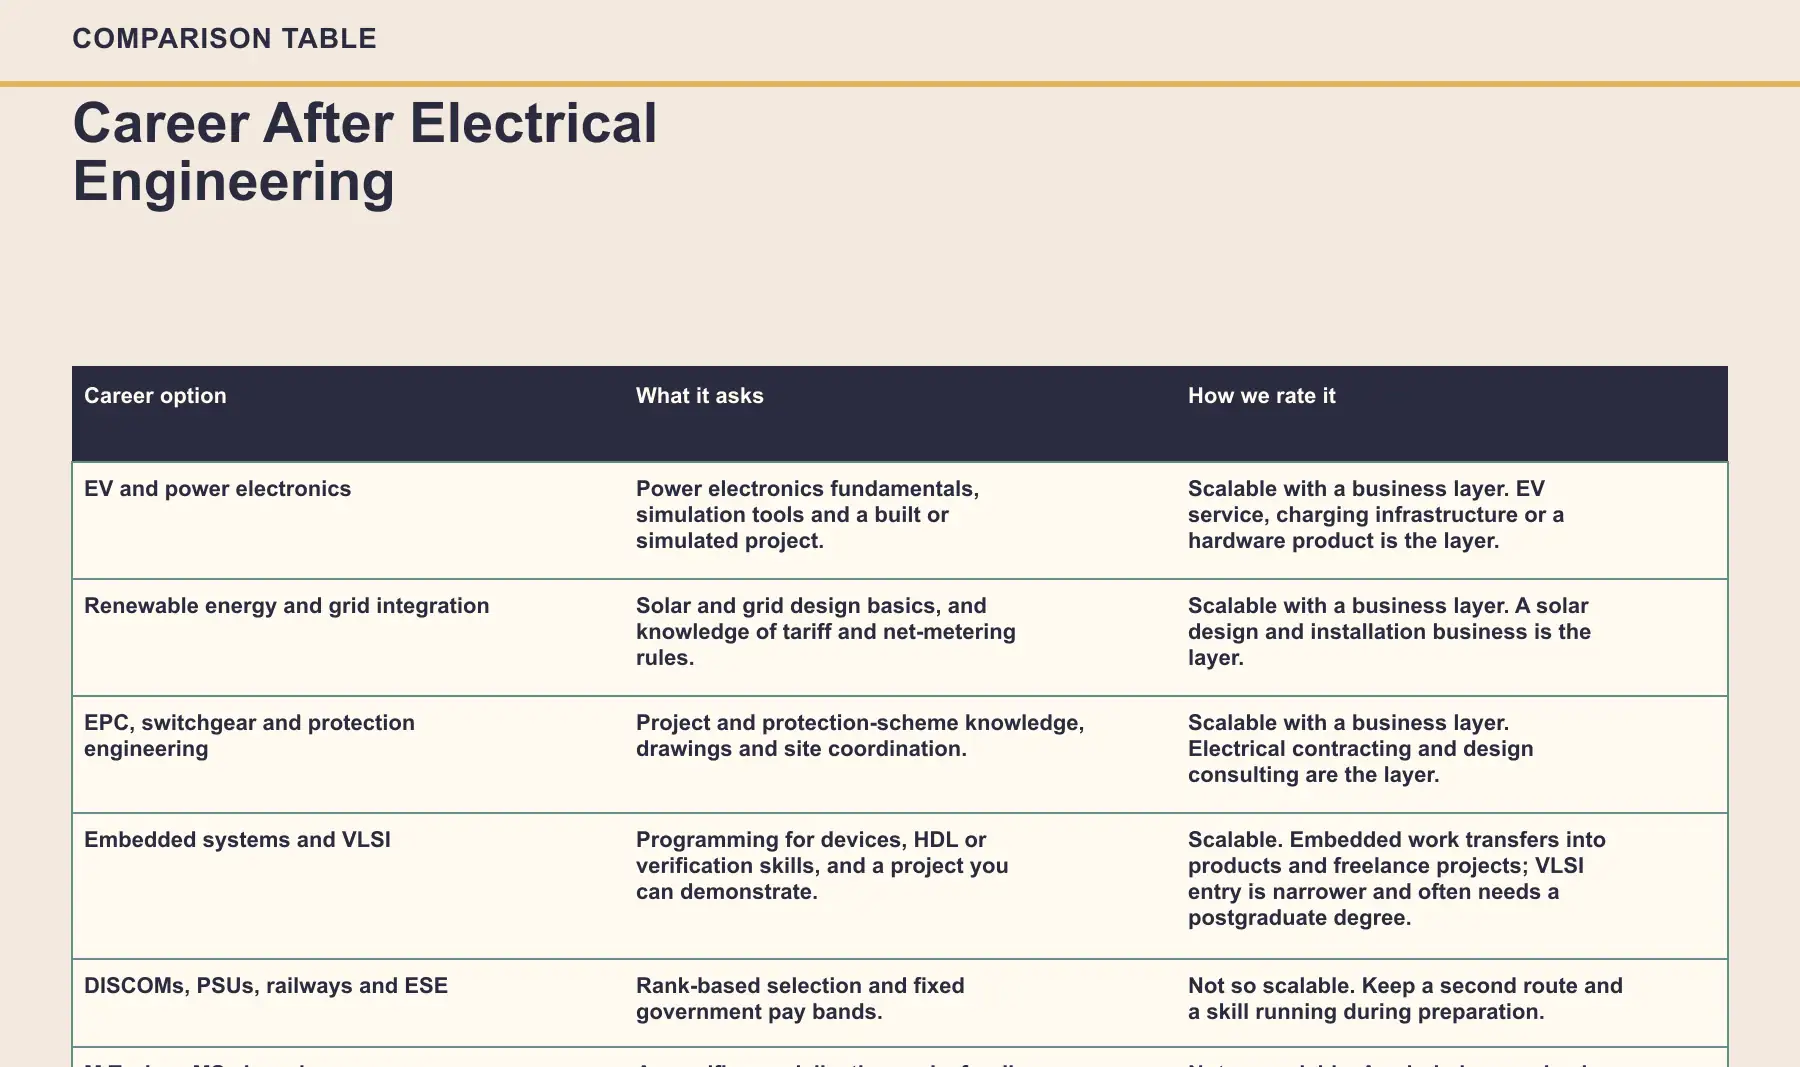 COMPARISON TABLE
Career After Electrical
Engineering
Career option
What it asks
How we rate it
EV and power electronics
Power electronics fundamentals,
simulation tools and a built or
simulated project.
Scalable with a business layer. EV
service, charging infrastructure or a
hardware product is the layer.
Renewable energy and grid integration
Solar and grid design basics, and
knowledge of tariff and net-metering
rules.
Scalable with a business layer. A solar
design and installation business is the
layer.
EPC, switchgear and protection
engineering
Project and protection-scheme knowledge,
drawings and site coordination.
Scalable with a business layer.
Electrical contracting and design
consulting are the layer.
Embedded systems and VLSI
Programming for devices, HDL or
verification skills, and a project you
can demonstrate.
Scalable. Embedded work transfers into
products and freelance projects; VLSI
entry is narrower and often needs a
postgraduate degree.
DISCOMs, PSUs, railways and ESE
Rank-based selection and fixed
government pay bands.
Not so scalable. Keep a second route and
a skill running during preparation.